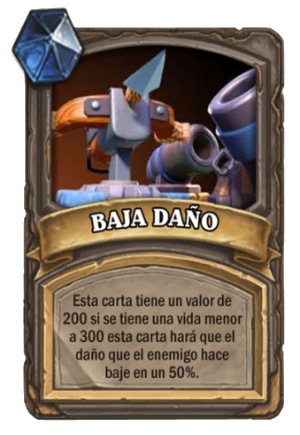 BAJA DAÑO
Esta carta tiene un valor de
200 si se tiene una vida menor
a 300 esta carta hará que el
daño que el enemigo hace
baje en un 50%.